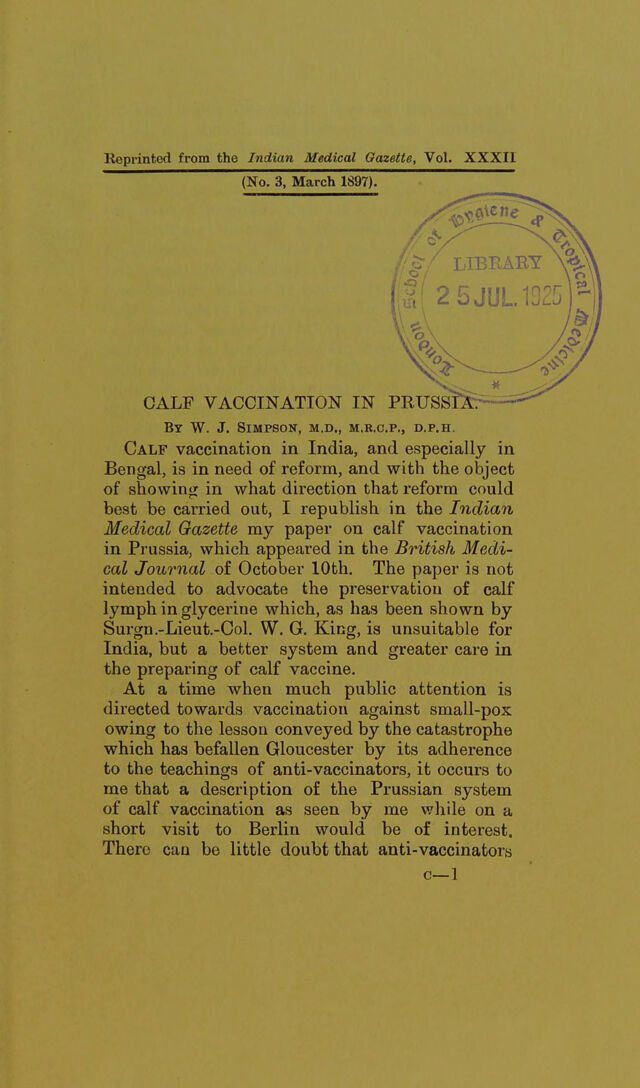 Reprinted from the Indian Medical Gazette, Vol. XXXII
(No. 3, March 1897).
London School of Hygiene & Tropical Medicine
LIBRARY
25 JUL. 1925
*
CALF VACCINATION IN PRUSSIA.
By W. J. Simpson, M.D., M.R.C.P., D.P.H.
Calf vaccination in India, and especially in
Bengal, is in need of reform, and with the object
of showing in what direction that reform could
best be carried out, I republish in the Indian
Medical Gazette my paper on calf vaccination
in Prussia, which appeared in the British Medi-
cal Journal of October 10th. The paper is not
intended to advocate the preservation of calf
lymph in glycerine which, as has been shown by
Surgn.-Lieut.-Col. W. G. King, is unsuitable for
India, but a better system and greater care in
the preparing of calf vaccine.
At a time when much public attention is
directed towards vaccination against small-pox
owing to the lesson conveyed by the catastrophe
which has befallen Gloucester by its adherence
to the teachings of anti-vaccinators, it occurs to
me that a description of the Prussian system
of calf vaccination as seen by me while on a
short visit to Berlin would be of interest.
There can be little doubt that anti-vaccinators
C—1